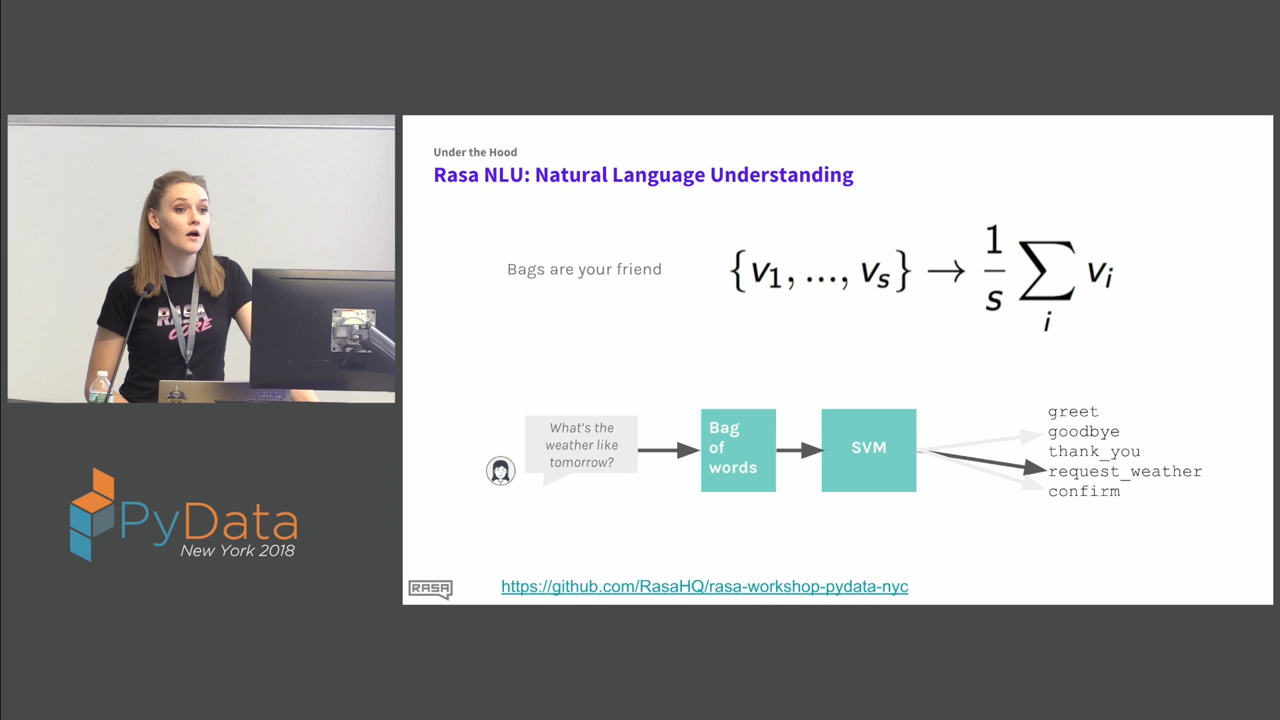 Under the Hood
Rasa NLU: Natural Language Understanding
Bags are your friend
{v₁, ..., vₛ} → 1/s ∑ᵢ vᵢ
What's the
weather like
tomorrow?
Bag
of
words
SVM
greet
goodbye
thank_you
request_weather
confirm
RASA
https://github.com/RasaHQ/rasa-workshop-pydata-nyc
RASA
CORE
PyData
New York 2018